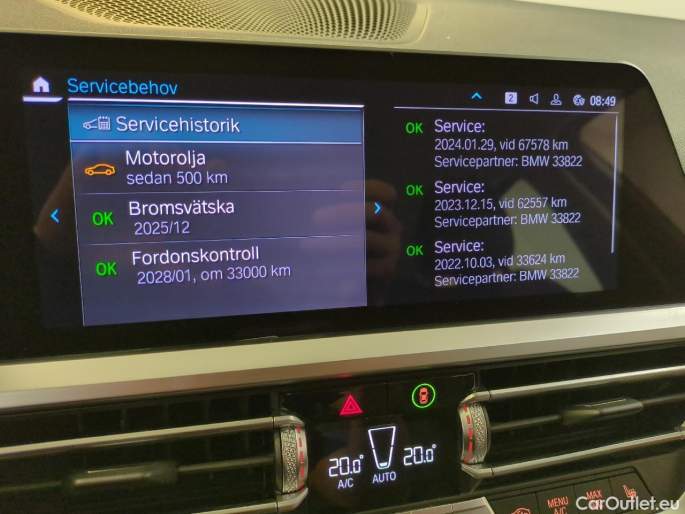 Servicebehov
2
08:49
Servicehistorik
Motorolja
sedan 500 km
OK Bromsvätska
2025/12
OK Fordonskontroll
2028/01, om 33000 km
OK Service:
2024.01.29, vid 67578 km
Servicepartner: BMW 33822
OK Service:
2023.12.15, vid 62557 km
Servicepartner: BMW 33822
OK Service:
2022.10.03, vid 33624 km
Servicepartner: BMW 33822
20.0° 20.0°
A/C AUTO
MENU
A/C
MAX
CarOutlet.eu